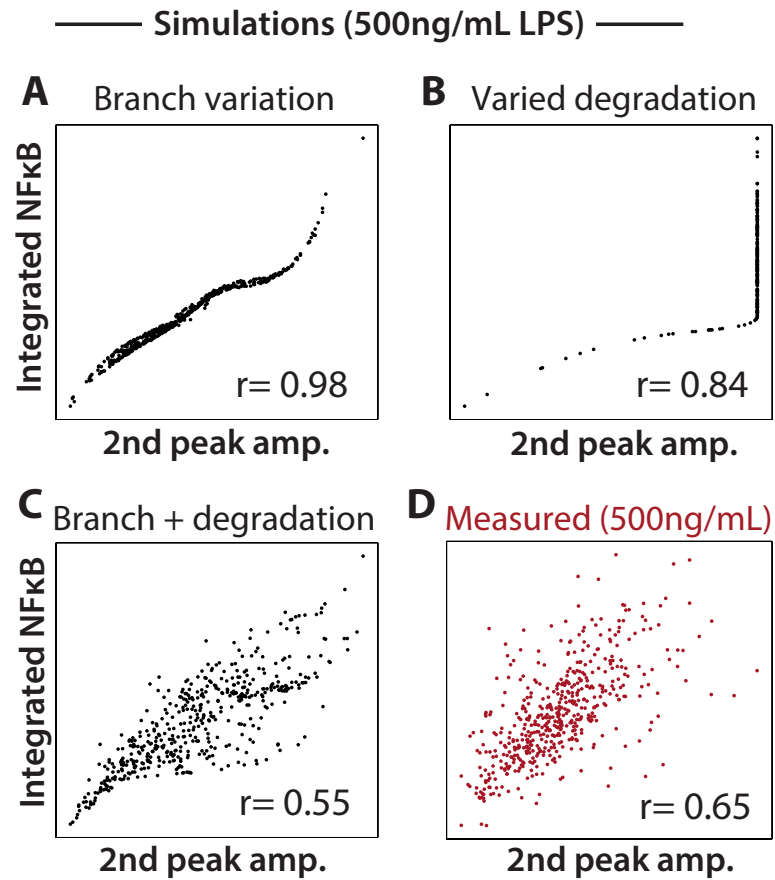 Simulations (500ng/mL LPS)
A Branch variation
B Varied degradation
Integrated NFκB
r= 0.98
r= 0.84
2nd peak amp.
2nd peak amp.
C Branch + degradation
D Measured (500ng/mL)
Integrated NFκB
r= 0.55
r= 0.65
2nd peak amp.
2nd peak amp.